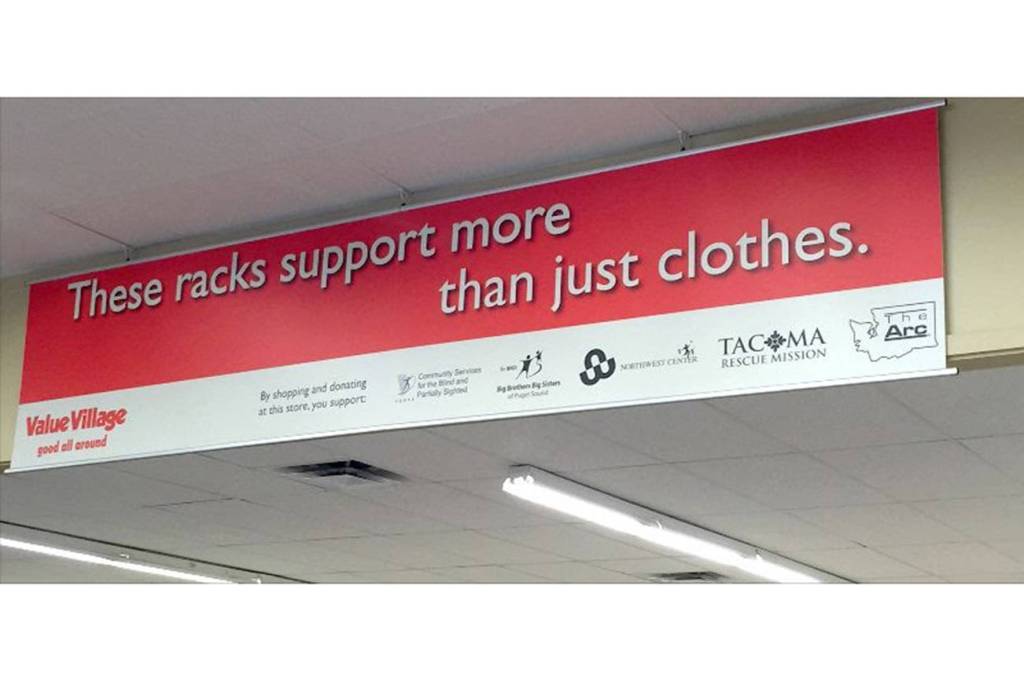 These racks support more
than just clothes.
Value Village
good all around
By shopping and donating
at this store, you support:
Community Services
for the Blind and
Partially Sighted
Big Brothers Big Sisters
of Puget Sound
NORTHWEST CENTER
TACOMA
RESCUE MISSION
The
Arc